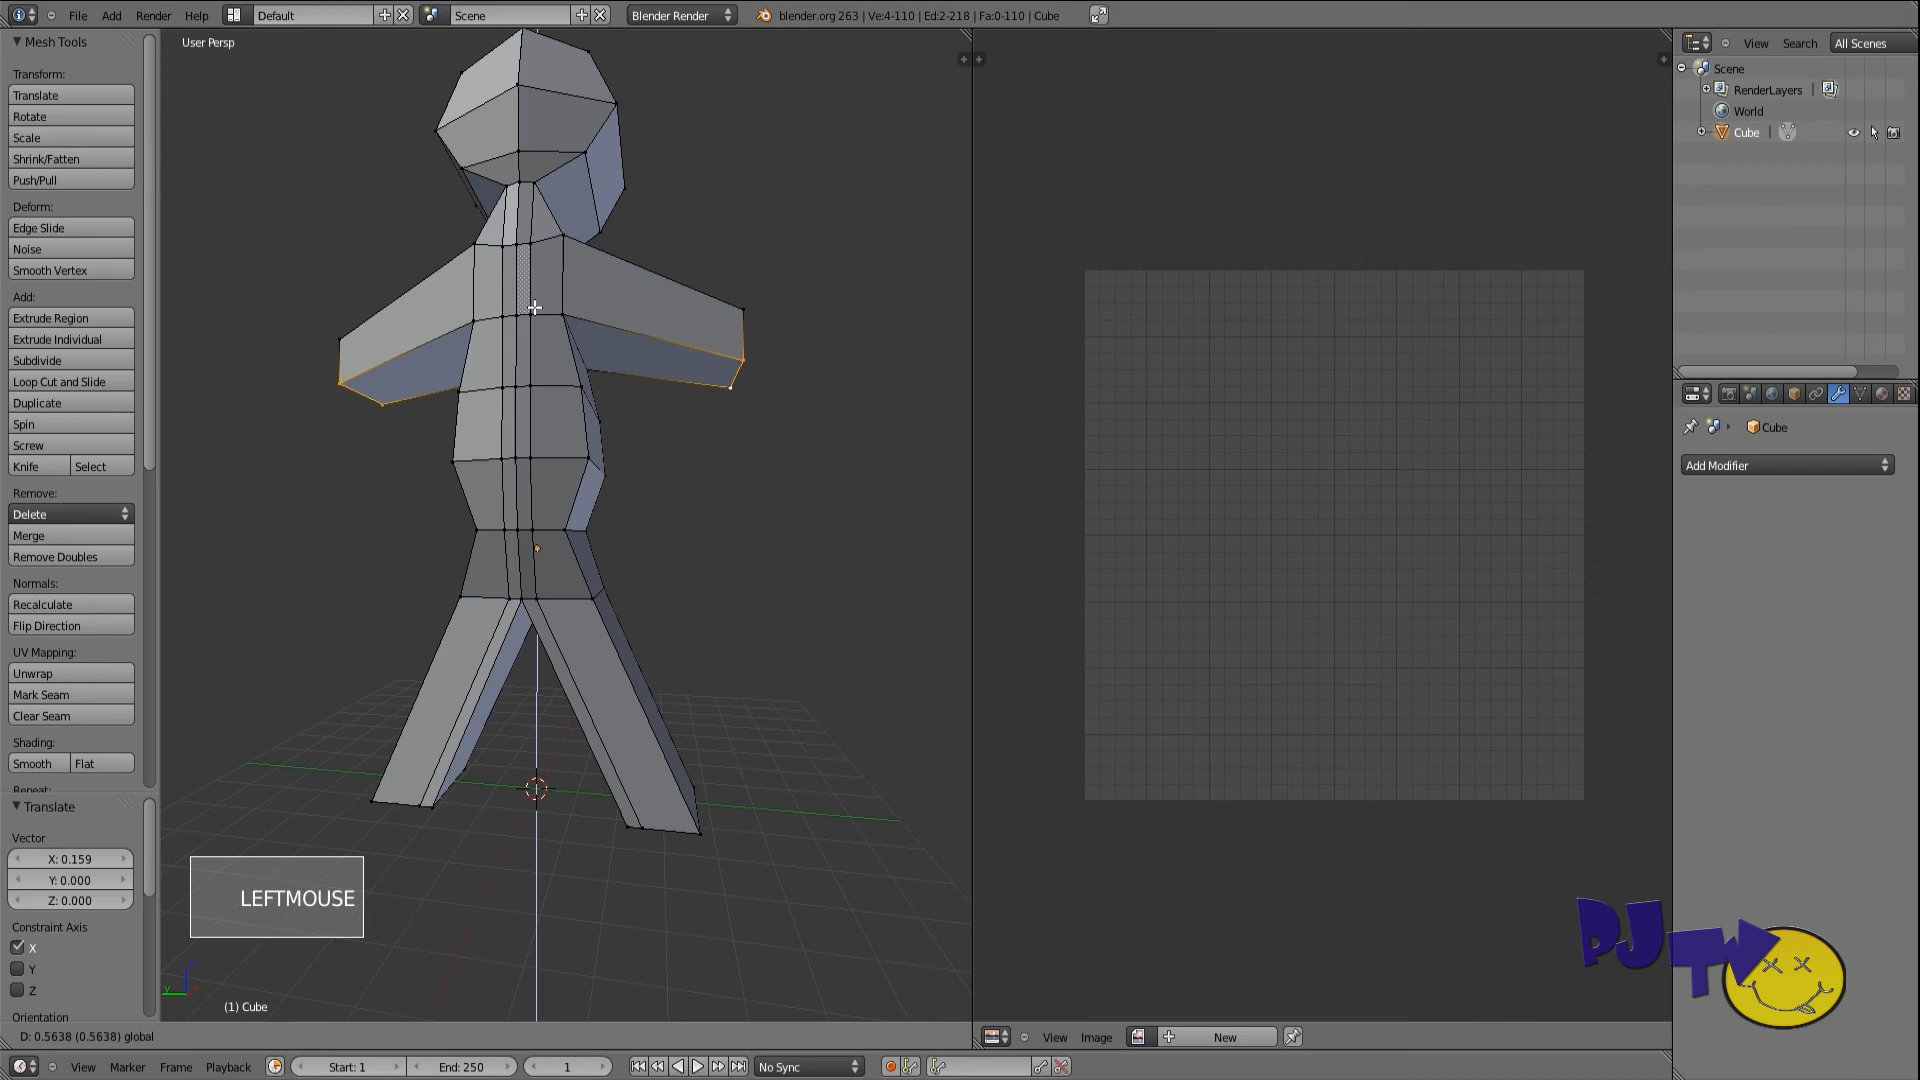 File Add Render Help Default Scene Blender Render blender.org 263 | Ve:4-110 | Ed:2-218 | Fa:0-110 | Cube
Mesh Tools
User Persp
View Search All Scenes
Transform:
Translate
Rotate
Scale
Shrink/Fatten
Push/Pull
Deform:
Edge Slide
Noise
Smooth Vertex
Add:
Extrude Region
Extrude Individual
Subdivide
Loop Cut and Slide
Duplicate
Spin
Screw
Knife Select
Remove:
Delete
Merge
Remove Doubles
Normals:
Recalculate
Flip Direction
UV Mapping:
Unwrap
Mark Seam
Clear Seam
Shading:
Smooth Flat
Repeat:
Translate
Vector
X: 0.159
Y: 0.000
Z: 0.000
Constraint Axis
X
Y
Z
Orientation
D: 0.5638 (0.5638) global
LEFTMOUSE
(1) Cube
Scene
RenderLayers
World
Cube
Cube
Add Modifier
PJTW
View Image New
View Marker Frame Playback Start: 1 End: 250 1 No Sync